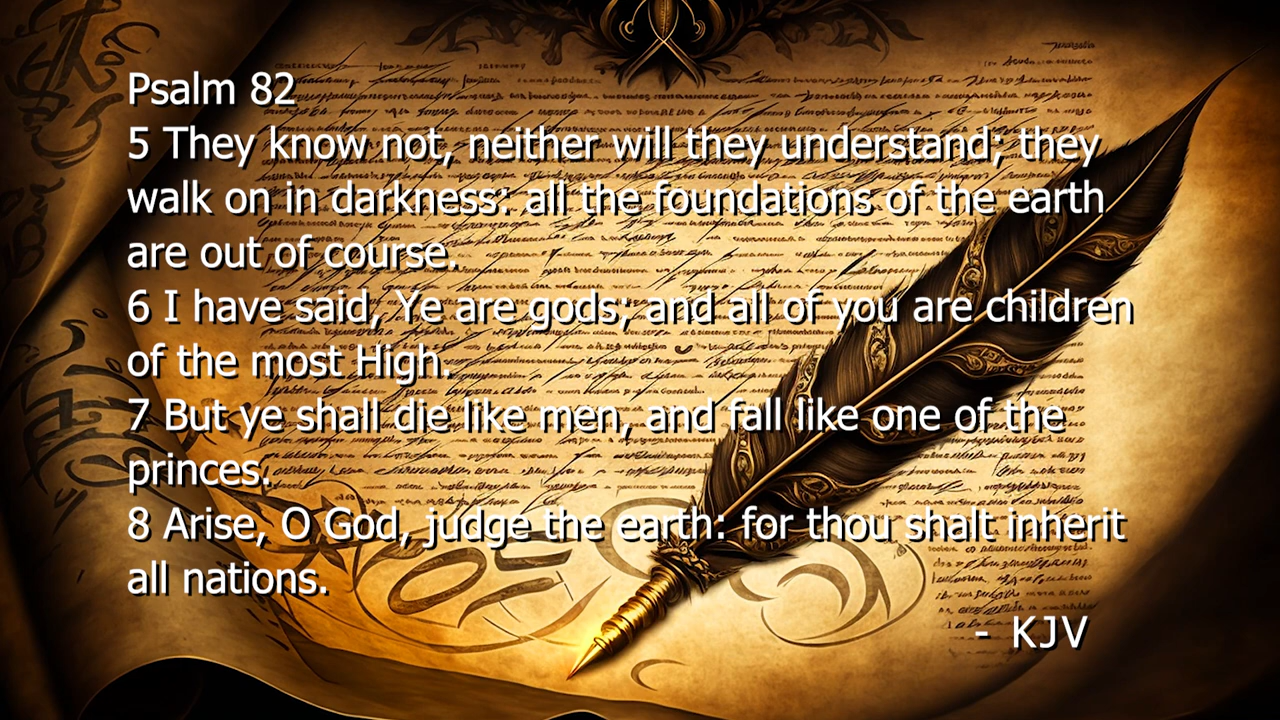 Psalm 82
5 They know not, neither will they understand; they
walk on in darkness: all the foundations of the earth
are out of course.
6 I have said, Ye are gods; and all of you are children
of the most High.
7 But ye shall die like men, and fall like one of the
princes.
8 Arise, O God, judge the earth: for thou shalt inherit
all nations.
- KJV